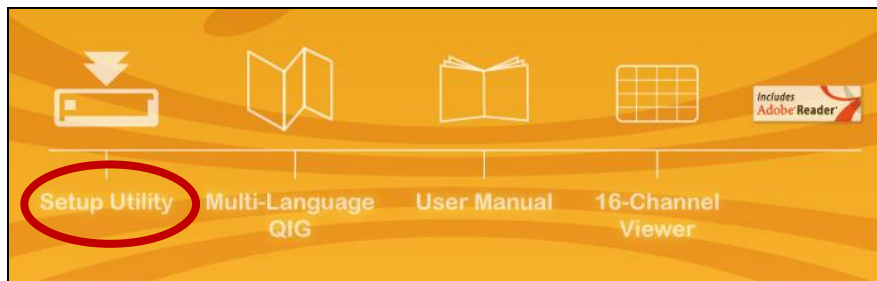 Includes
Adobe Reader
Setup Utility
Multi-Language
QIG
User Manual
16-Channel
Viewer